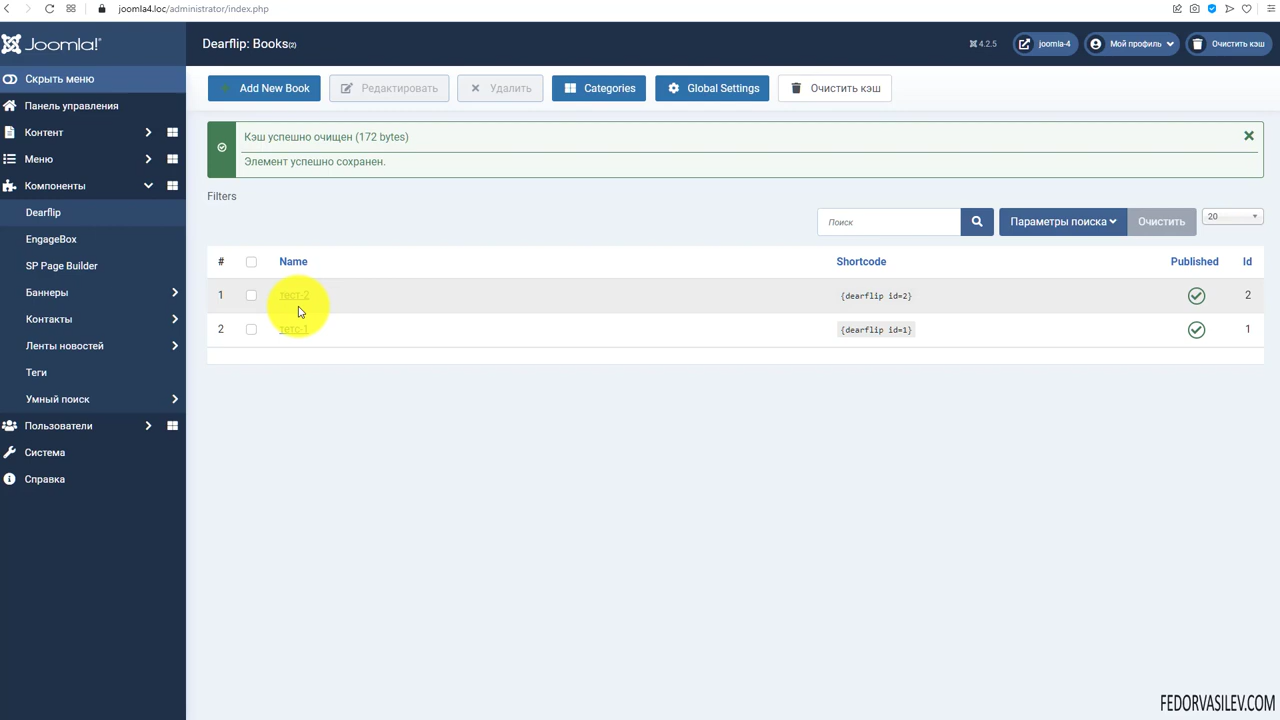 joomla4.loc/administrator/index.php
Joomla!®
Dearflip: Books(2)
4.2.5
joomla-4
Мой профиль
Очистить кэш
Скрыть меню
Панель управления
Контент
Меню
Компоненты
Dearflip
EngageBox
SP Page Builder
Баннеры
Контакты
Ленты новостей
Теги
Умный поиск
Пользователи
Система
Справка
Add New Book
Редактировать
Удалить
Categories
Global Settings
Очистить кэш
Кэш успешно очищен (172 bytes)
Элемент успешно сохранен.
Filters
Поиск
Параметры поиска
Очистить
20
# Name Shortcode Published Id
1 тест-2 {dearflip id=2} 2
2 тетс-1 {dearflip id=1} 1
FEDORVASILEV.COM